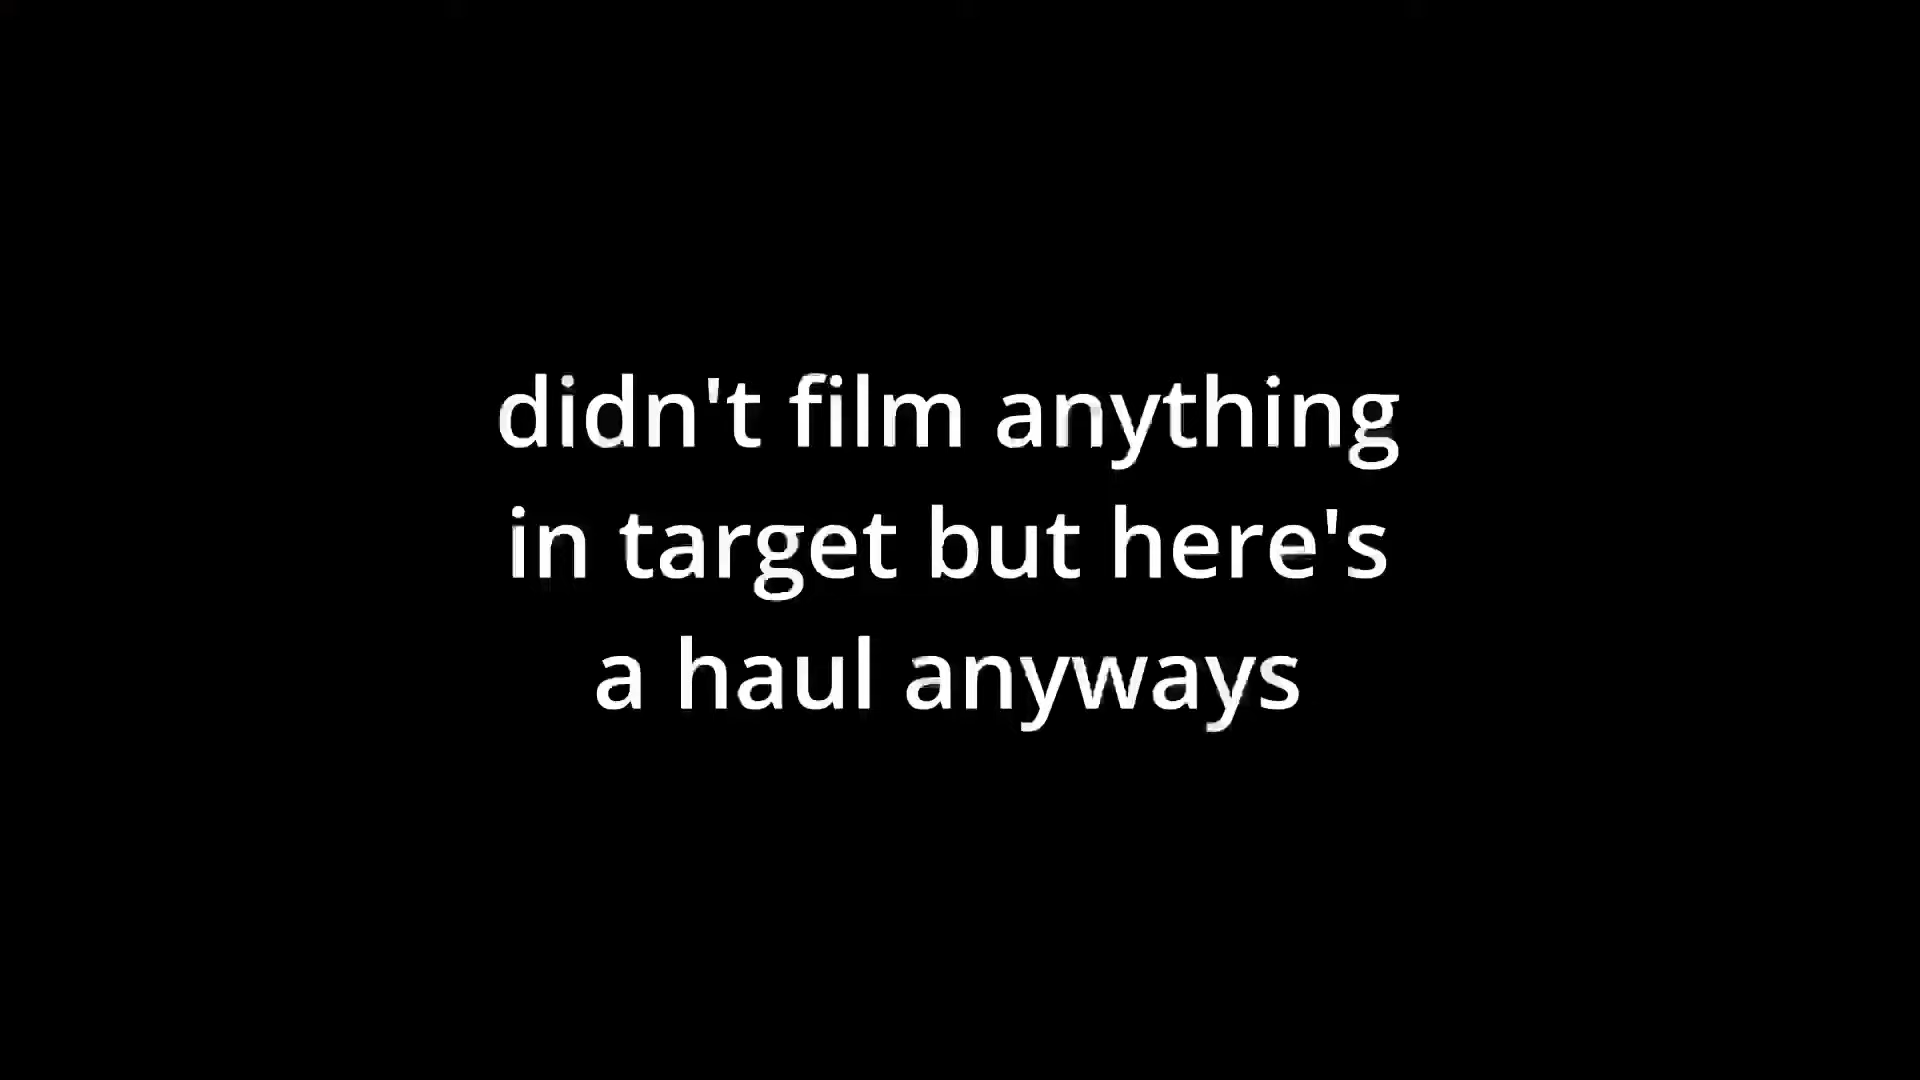 didn't film anything
in target but here's
a haul anyways